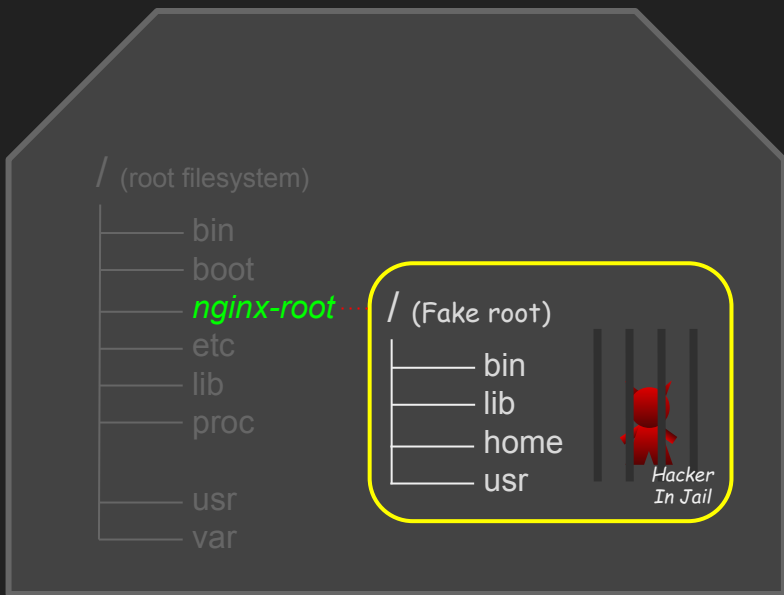 / (root filesystem)
bin
boot
nginx-root
etc
lib
proc
usr
var
/ (Fake root)
bin
lib
home
usr
Hacker
In Jail